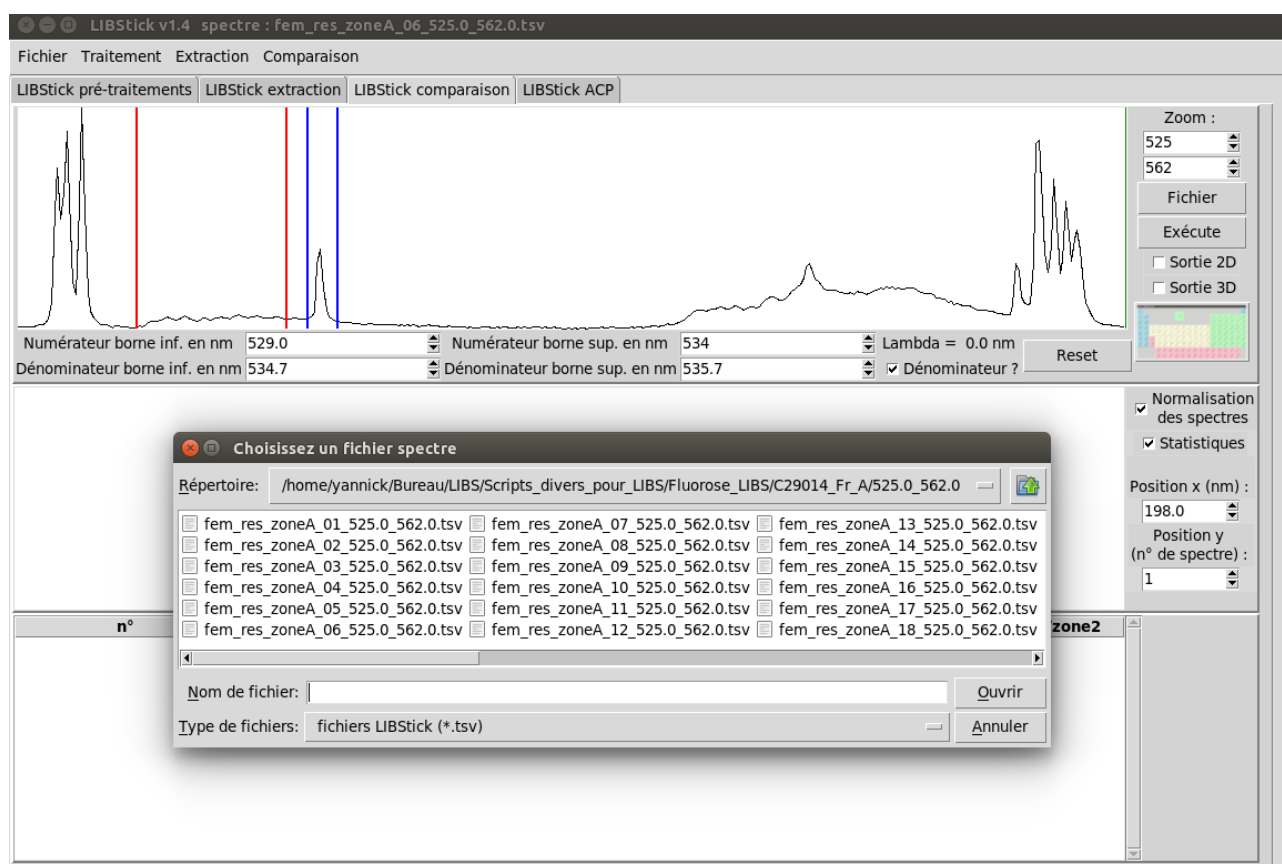 LIBStick v1.4 spectre : fem_res_zoneA_06_525.0_562.0.tsv
Fichier Traitement Extraction Comparaison
LIBStick pré-traitements LIBStick extraction LIBStick comparaison LIBStick ACP
Zoom :
525
562
Fichier
Exécute
Sortie 2D
Sortie 3D
Numérateur borne inf. en nm 529.0 Numérateur borne sup. en nm 534 Lambda = 0.0 nm Reset
Dénominateur borne inf. en nm 534.7 Dénominateur borne sup. en nm 535.7 Dénominateur ?
Normalisation
des spectres
Statistiques
Position x (nm) :
198.0
Position y
(n° de spectre) :
1
Choisissez un fichier spectre
Répertoire: /home/yannick/Bureau/LIBS/Scripts_divers_pour_LIBS/Fluorose_LIBS/C29014_Fr_A/525.0_562.0
fem_res_zoneA_01_525.0_562.0.tsv fem_res_zoneA_07_525.0_562.0.tsv fem_res_zoneA_13_525.0_562.0.tsv
fem_res_zoneA_02_525.0_562.0.tsv fem_res_zoneA_08_525.0_562.0.tsv fem_res_zoneA_14_525.0_562.0.tsv
fem_res_zoneA_03_525.0_562.0.tsv fem_res_zoneA_09_525.0_562.0.tsv fem_res_zoneA_15_525.0_562.0.tsv
fem_res_zoneA_04_525.0_562.0.tsv fem_res_zoneA_10_525.0_562.0.tsv fem_res_zoneA_16_525.0_562.0.tsv
fem_res_zoneA_05_525.0_562.0.tsv fem_res_zoneA_11_525.0_562.0.tsv fem_res_zoneA_17_525.0_562.0.tsv
fem_res_zoneA_06_525.0_562.0.tsv fem_res_zoneA_12_525.0_562.0.tsv fem_res_zoneA_18_525.0_562.0.tsv
Nom de fichier: Ouvrir
Type de fichiers: fichiers LIBStick (*.tsv) Annuler
n° zone2